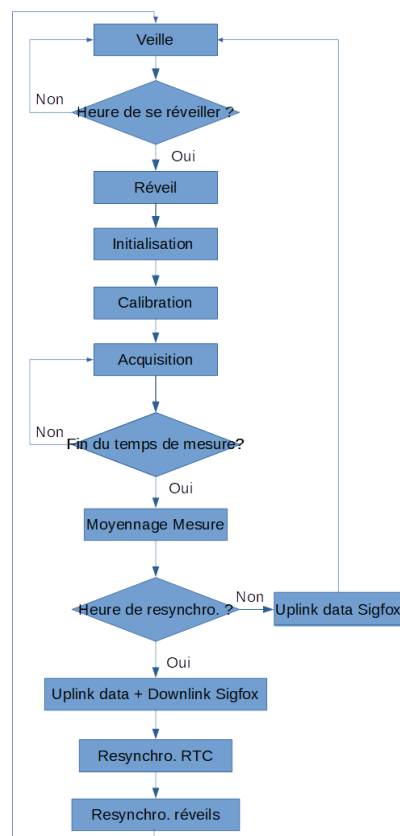 Veille
Non
Heure de se réveiller ?
Oui
Réveil
Initialisation
Calibration
Acquisition
Non
Fin du temps de mesure?
Oui
Moyennage Mesure
Heure de resynchro. ?
Non
Uplink data Sigfox
Oui
Uplink data + Downlink Sigfox
Resynchro. RTC
Resynchro. réveils